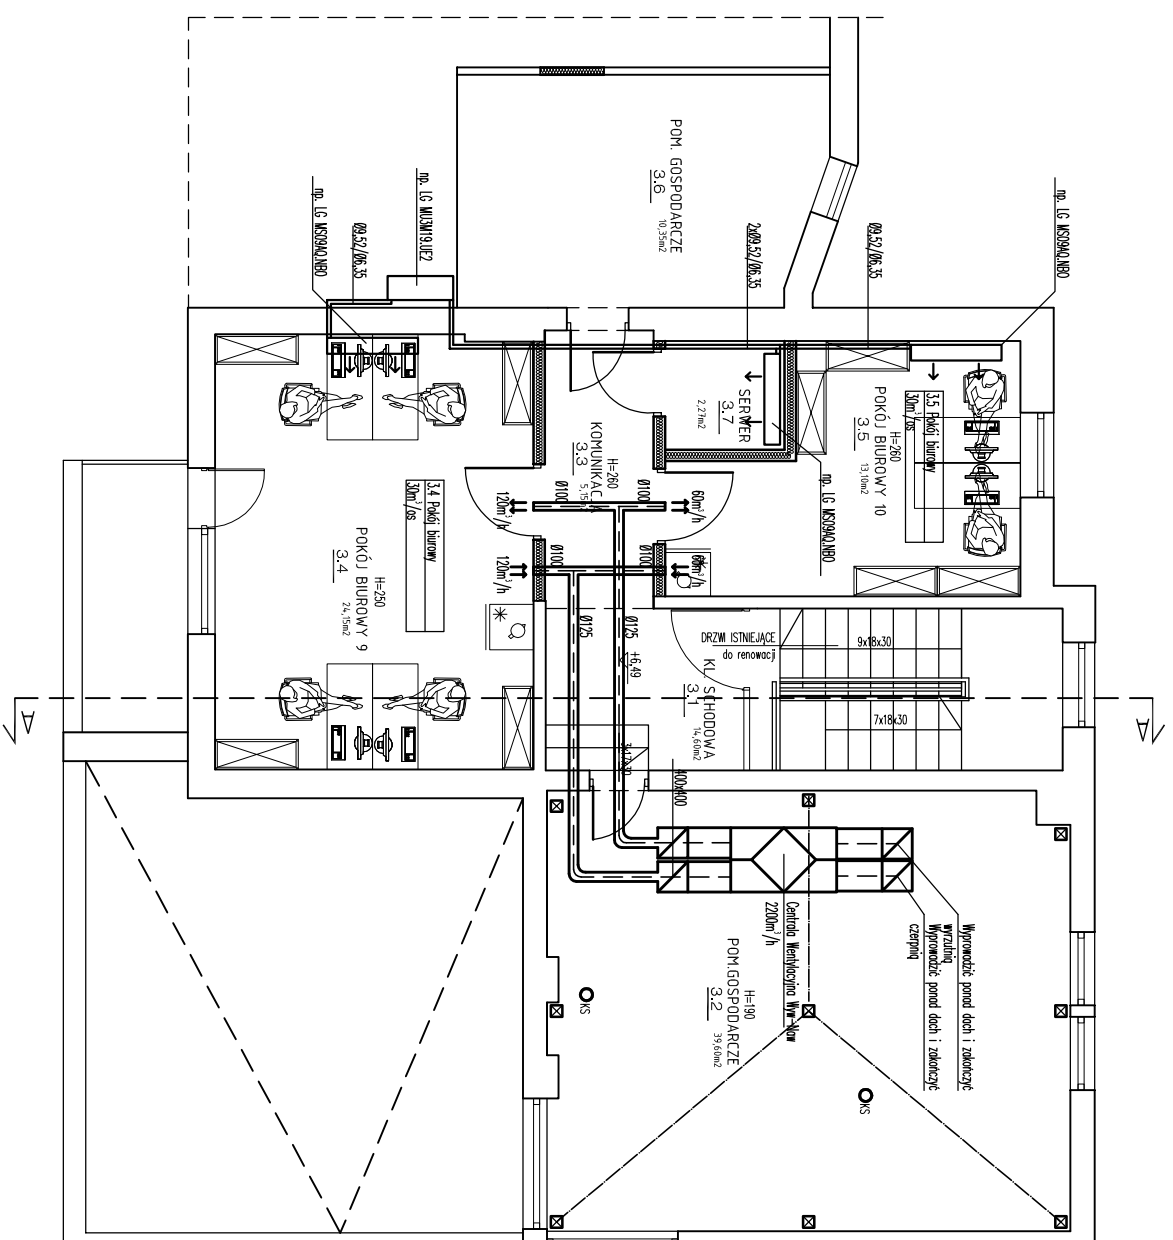 POM. GOSPODARCZE
3.6
10,35m2
np. LG MU3M19.UE2
np. LG MS09AQ.NB0
Ø9,52/Ø6,35
2xØ9,52/Ø6,35
Ø9,52/Ø6,35
np. LG MS09AQ.NB0
SERWER
3.7
2,27m2
np. LG MS09AQ.NB0
H=260
POKÓJ BIUROWY 10
3.5
13,10m2
3.5 Pokój biurowy
30m³/os
H=260
KOMUNIKACJA
3.3
5,15m2
Ø100
Ø100
120m³/h
60m³/h
Ø100
Ø100
120m³/h
60m³/h
3.4 Pokój biurowy
30m³/os
H=250
POKÓJ BIUROWY 9
3.4
24,15m2
Ø125
Ø125
+6,49
DRZWI ISTNIEJĄCE
do renowacji
KL. SCHODOWA
3.1
14,60m2
9x18x30
7x18x30
3x17x30
400x400
A
A
Centrala Wentylacyjna Wyw-Naw
2200m³/h
Wyprowadzić ponad dach i zakończyć
wyrzutnią
Wyprowadzić ponad dach i zakończyć
czerpnią
H=190
POM.GOSPODARCZE
3.2
39,60m2
KS
KS